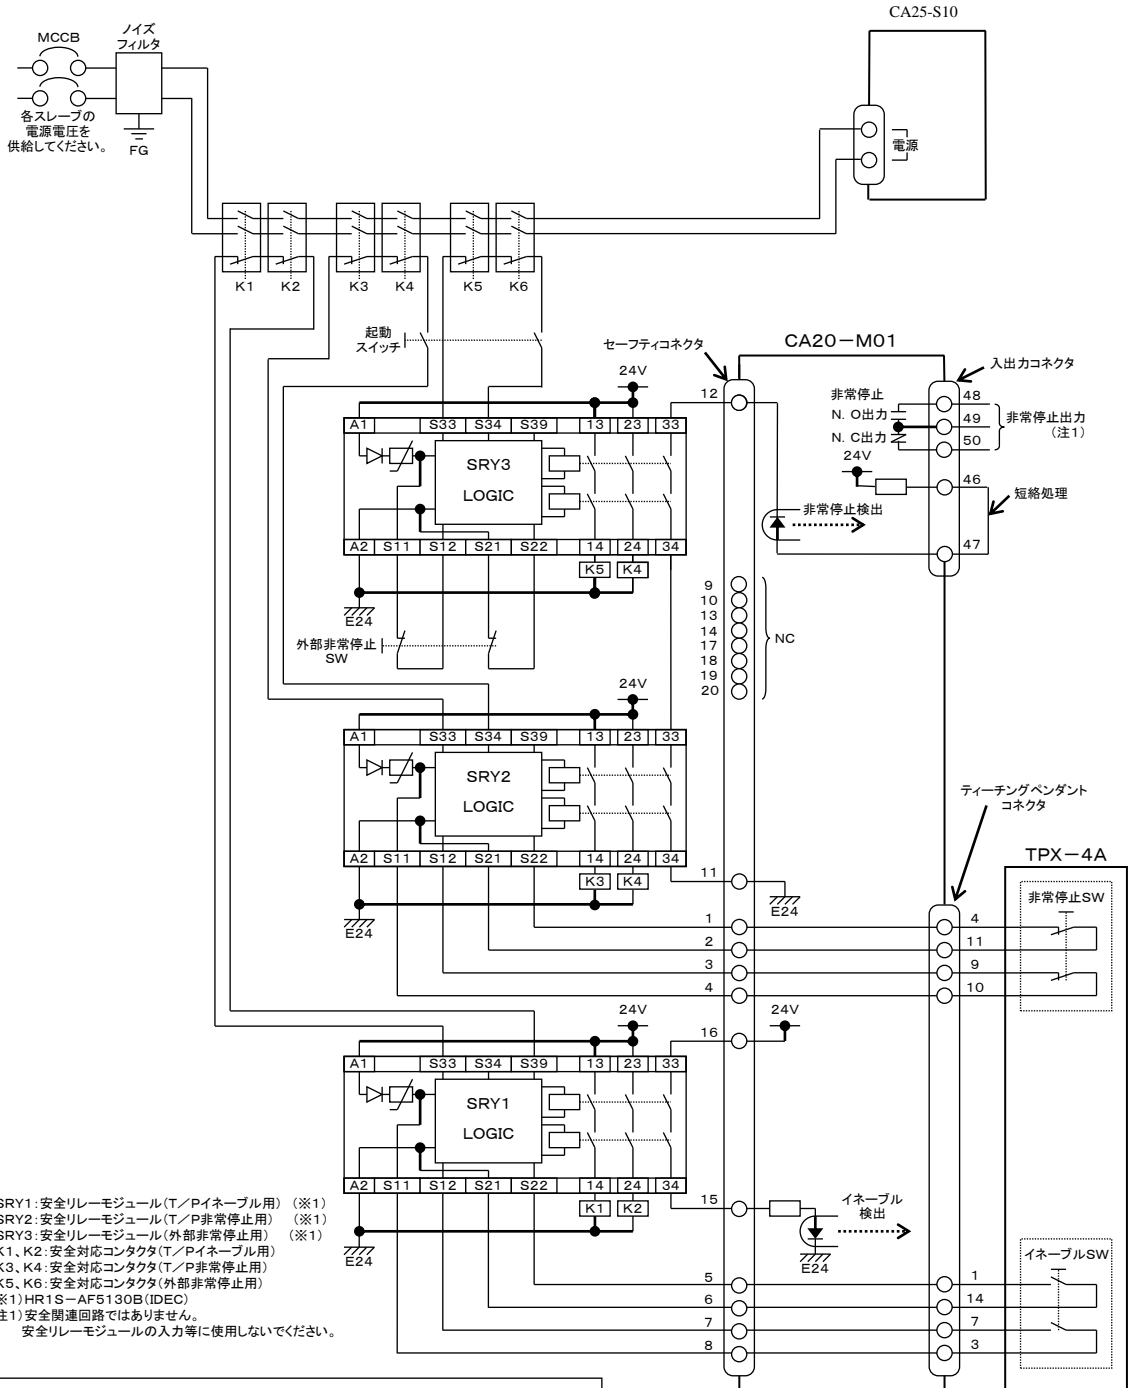 CA25-S10
MCCB
ノイズ
フィルタ
各スレーブの
電源電圧を
供給してください。
FG
電源
K1
K2
K3
K4
K5
K6
起動
スイッチ
セーフティコネクタ
CA20－M01
入出力コネクタ
24V
12
非常停止
N. O出力
N. C出力
48
49
50
非常停止出力
(注1)
24V
46
短絡処理
47
非常停止検出
A1 S33 S34 S39 13 23 33
SRY3
LOGIC
A2 S11 S12 S21 S22 14 24 34
K5 K4
E24
外部非常停止
SW
9
10
13
14
17
18
19
20
NC
24V
A1 S33 S34 S39 13 23 33
SRY2
LOGIC
A2 S11 S12 S21 S22 14 24 34
K3 K4
E24
11
E24
ティーチングペンダント
コネクタ
TPX－4A
非常停止SW
1
2
3
4
4
11
9
10
24V
16
24V
A1 S33 S34 S39 13 23 33
SRY1
LOGIC
A2 S11 S12 S21 S22 14 24 34
K1 K2
E24
15
イネーブル
検出
E24
イネーブルSW
5
6
7
8
1
14
7
3
SRY1：安全リレーモジュール(T／Pイネーブル用) (※1)
SRY2：安全リレーモジュール(T／P非常停止用) (※1)
SRY3：安全リレーモジュール(外部非常停止用) (※1)
K1、K2：安全対応コンタクタ(T／Pイネーブル用)
K3、K4：安全対応コンタクタ(T／P非常停止用)
K5、K6：安全対応コンタクタ(外部非常停止用)
※1)HR1S－AF5130B(IDEC)
注1)安全関連回路ではありません。
安全リレーモジュールの入力等に使用しないでください。